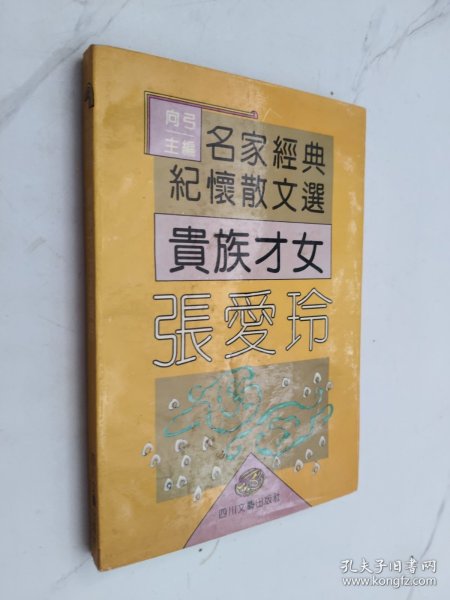 向弓
主編
名家經典
紀懷散文選
貴族才女
張愛玲
四川文藝出版社
孔夫子旧书网
www.kongfz.com